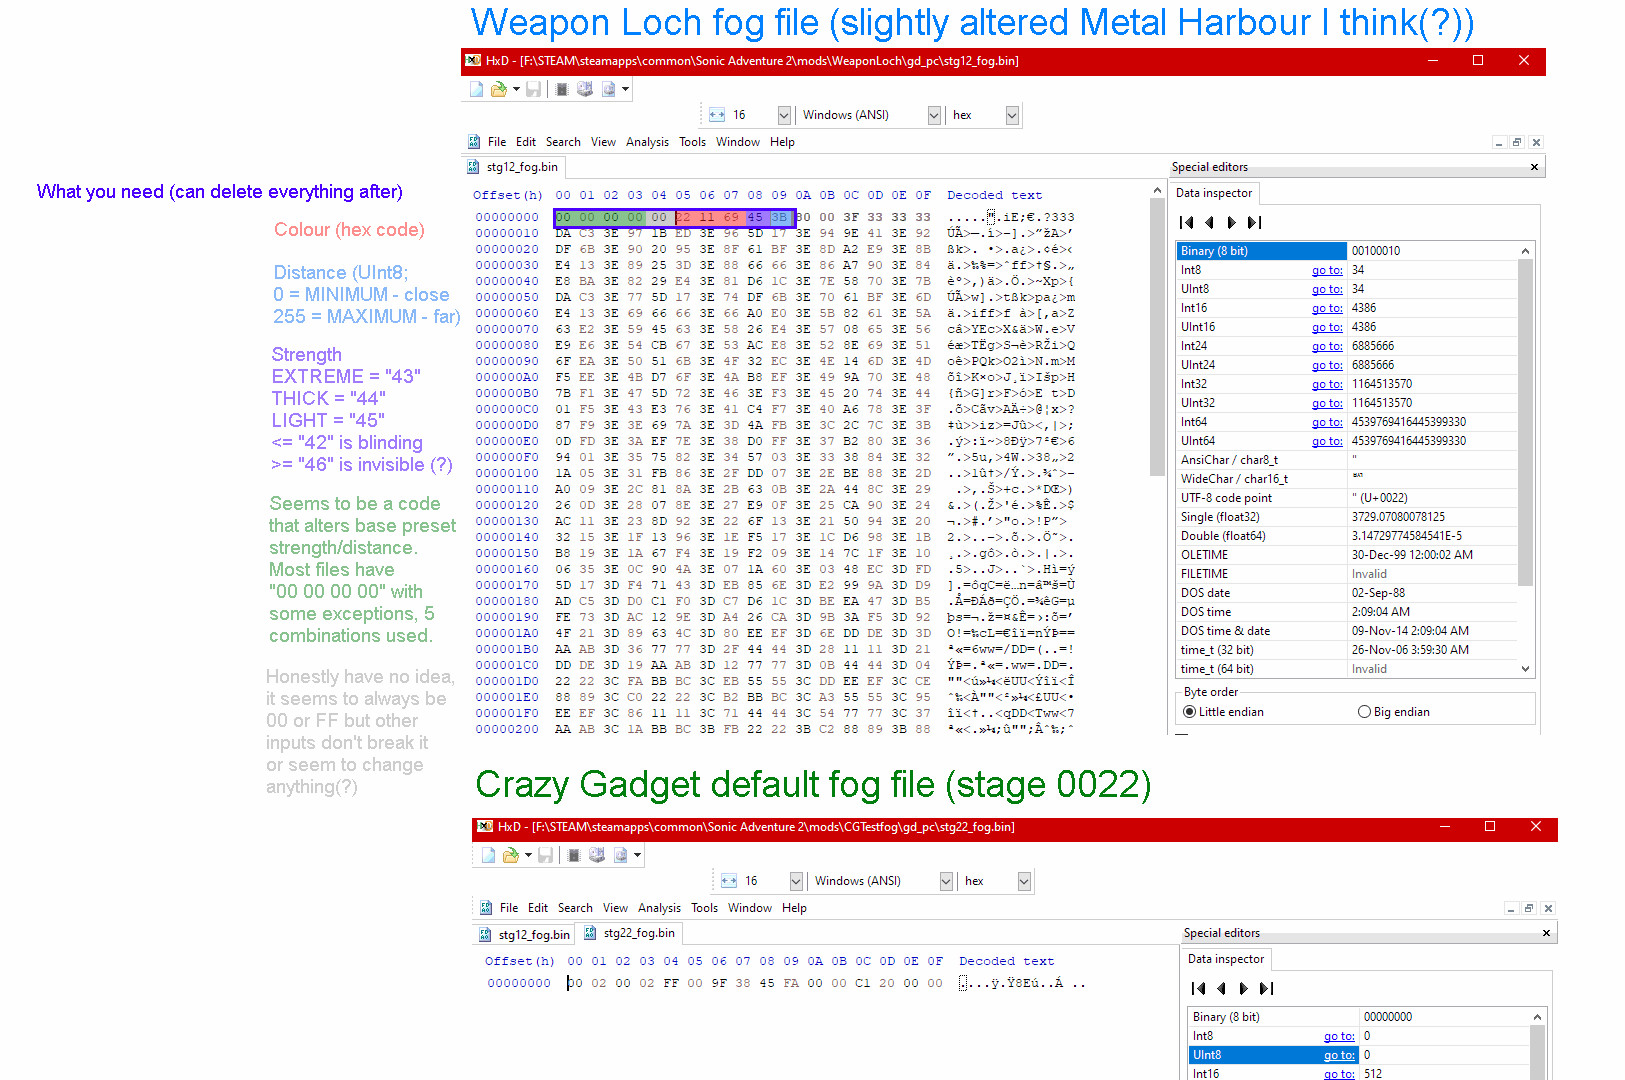 Weapon Loch fog file (slightly altered Metal Harbour I think(?))
HxD - [F:\STEAM\steamapps\common\Sonic Adventure 2\mods\WeaponLoch\gd_pc\stg12_fog.bin]
16 Windows (ANSI) hex
File Edit Search View Analysis Tools Window Help
stg12_fog.bin
Special editors
Data inspector
What you need (can delete everything after)
Colour (hex code)
Distance (UInt8;
0 = MINIMUM - close
255 = MAXIMUM - far)
Strength
EXTREME = "43"
THICK = "44"
LIGHT = "45"
<= "42" is blinding
>= "46" is invisible (?)
Seems to be a code
that alters base preset
strength/distance.
Most files have
"00 00 00 00" with
some exceptions, 5
combinations used.
Honestly have no idea,
it seems to always be
00 or FF but other
inputs don't break it
or seem to change
anything(?)
Offset(h) 00 01 02 03 04 05 06 07 08 09 0A 0B 0C 0D 0E 0F Decoded text
00000000 00 00 00 00 00 22 11 69 45 3B 80 00 3F 33 33 33
00000010 DA C3 3E 97 1B ED 3E 96 5D 17 3E 94 9E 41 3E 92
00000020 DF 6B 3E 90 20 95 3E 8F 61 BF 3E 8D A2 E9 3E 8B
00000030 E4 13 3E 89 25 3D 3E 88 66 66 3E 86 A7 90 3E 84
00000040 E8 BA 3E 82 29 E4 3E 81 D6 1C 3E 7E 58 70 3E 7B
00000050 DA C3 3E 77 5D 17 3E 74 DF 6B 3E 70 61 BF 3E 6D
00000060 E4 13 3E 69 66 66 3E 66 A0 E0 3E 5B 82 61 3E 5A
00000070 63 E2 3E 59 45 63 3E 58 26 E4 3E 57 08 65 3E 56
00000080 E9 E6 3E 54 CB 67 3E 53 AC E8 3E 52 8E 69 3E 51
00000090 6F EA 3E 50 51 6B 3E 4F 32 EC 3E 4E 14 6D 3E 4D
000000A0 F5 EE 3E 4B D7 6F 3E 4A B8 EF 3E 49 9A 70 3E 48
000000B0 7B F1 3E 47 5D 72 3E 46 3E F3 3E 45 20 74 3E 44
000000C0 01 F5 3E 43 E3 76 3E 41 C4 F7 3E 40 A6 78 3E 3F
000000D0 87 F9 3E 3E 69 7A 3E 3D 4A FB 3E 3C 2C 7C 3E 3B
000000E0 0D FD 3E 3A EF 7E 3E 38 D0 FF 3E 37 B2 80 3E 36
000000F0 94 01 3E 35 75 82 3E 34 57 03 3E 33 38 84 3E 32
00000100 1A 05 3E 31 FB 86 3E 2F DD 07 3E 2E BE 88 3E 2D
00000110 A0 09 3E 2C 81 8A 3E 2B 63 0B 3E 2A 44 8C 3E 29
00000120 26 0D 3E 28 07 8E 3E 27 E9 0F 3E 25 CA 90 3E 24
00000130 AC 11 3E 23 8D 92 3E 22 6F 13 3E 21 50 94 3E 20
00000140 32 15 3E 1F 13 96 3E 1E F5 17 3E 1C D6 98 3E 1B
00000150 B8 19 3E 1A 67 F4 3E 19 F2 09 3E 14 7C 1F 3E 10
00000160 06 35 3E 0C 90 4A 3E 07 1A 60 3E 03 48 EC 3D FD
00000170 5D 17 3D F4 71 43 3D EB 85 6E 3D E2 99 9A 3D D9
00000180 AD C5 3D D0 C1 F0 3D C7 D6 1C 3D BE EA 47 3D B5
00000190 FE 73 3D AC 12 9E 3D A4 26 CA 3D 9B 3A F5 3D 92
000001A0 4F 21 3D 89 63 4C 3D 80 EE EF 3D 6E DD DE 3D 3D
000001B0 AA AB 3D 36 77 77 3D 2F 44 44 3D 28 11 11 3D 21
000001C0 DD DE 3D 19 AA AB 3D 12 77 77 3D 0B 44 44 3D 04
000001D0 22 22 3C FA BB BC 3C EB 55 55 3C DD EE EF 3C CE
000001E0 88 89 3C C0 22 22 3C B2 BB BC 3C A3 55 55 3C 95
000001F0 EE EF 3C 86 11 11 3C 71 44 44 3C 54 77 77 3C 37
00000200 AA AB 3C 1A BB BC 3B FB 22 22 3B C2 88 89 3B 88
Binary (8 bit) 00100010
Int8 go to: 34
UInt8 go to: 34
Int16 go to: 4386
UInt16 go to: 4386
Int24 go to: 6885666
UInt24 go to: 6885666
Int32 go to: 1164513570
UInt32 go to: 1164513570
Int64 go to: 4539769416445399330
UInt64 go to: 4539769416445399330
AnsiChar / char8_t "
WideChar / char16_t
UTF-8 code point " (U+0022)
Single (float32) 3729.07080078125
Double (float64) 3.14729774584541E-5
OLETIME 30-Dec-99 12:00:02 AM
FILETIME Invalid
DOS date 02-Sep-88
DOS time 2:09:04 AM
DOS time & date 09-Nov-14 2:09:04 AM
time_t (32 bit) 26-Nov-06 3:59:30 AM
time_t (64 bit) Invalid
Byte order
Little endian Big endian
Crazy Gadget default fog file (stage 0022)
HxD - [F:\STEAM\steamapps\common\Sonic Adventure 2\mods\CGTestfog\gd_pc\stg22_fog.bin]
16 Windows (ANSI) hex
File Edit Search View Analysis Tools Window Help
stg12_fog.bin stg22_fog.bin
Special editors
Data inspector
Offset(h) 00 01 02 03 04 05 06 07 08 09 0A 0B 0C 0D 0E 0F Decoded text
00000000 00 02 00 02 FF 00 9F 38 45 FA 00 00 C1 20 00 00 ....ÿ.Ÿ8Eú..Á ..
Binary (8 bit) 00000000
Int8 go to: 0
UInt8 go to: 0
Int16 go to: 512